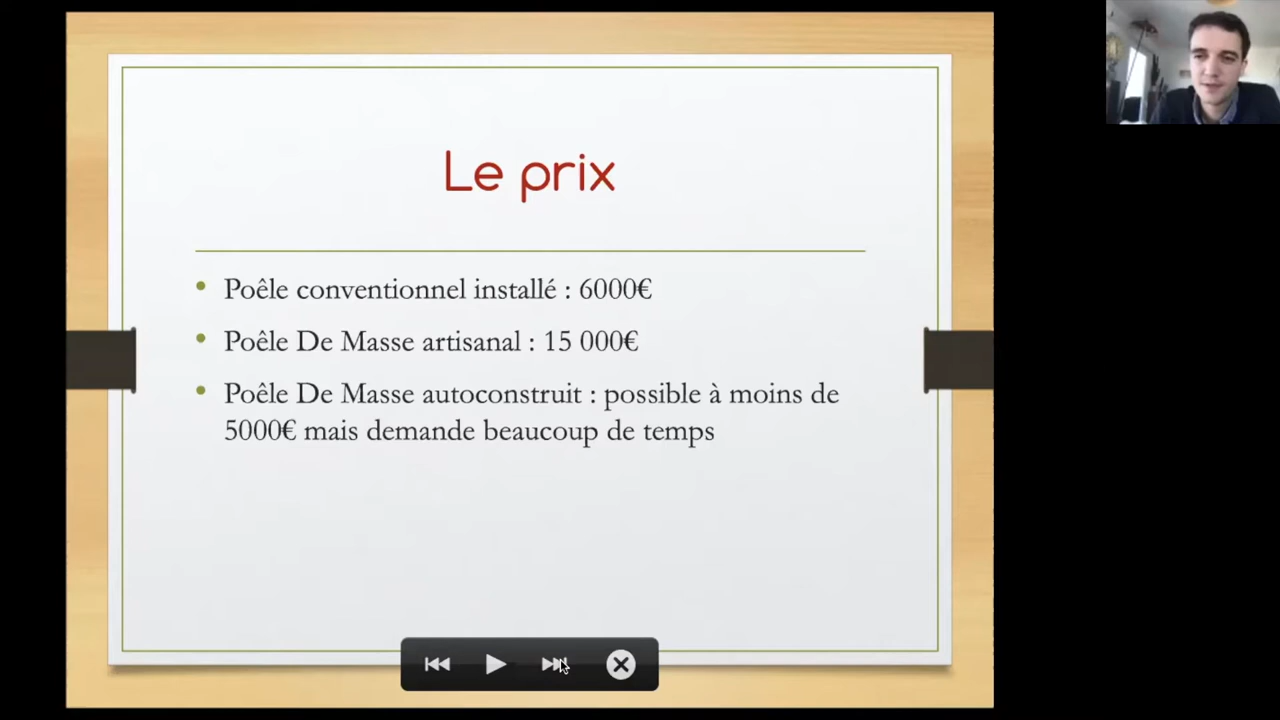 Le prix
Poêle conventionnel installé : 6000€
Poêle De Masse artisanal : 15 000€
Poêle De Masse autoconstruit : possible à moins de
5000€ mais demande beaucoup de temps